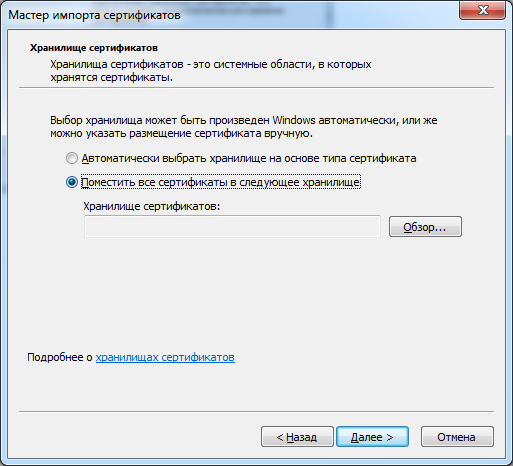 Мастер импорта сертификатов
Хранилище сертификатов
Хранилища сертификатов - это системные области, в которых
хранятся сертификаты.
Выбор хранилища может быть произведен Windows автоматически, или же
можно указать размещение сертификата вручную.
Автоматически выбрать хранилище на основе типа сертификата
Поместить все сертификаты в следующее хранилище
Хранилище сертификатов:
Обзор...
Подробнее о хранилищах сертификатов
< Назад
Далее >
Отмена